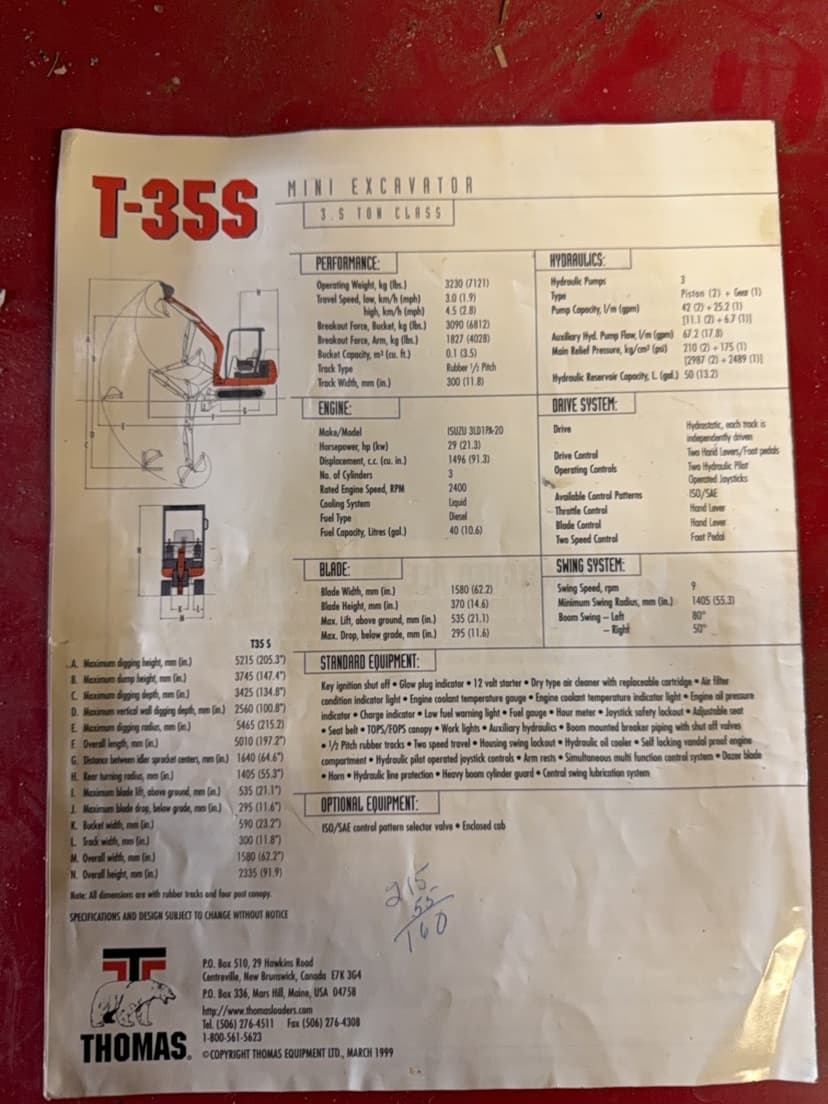 T-35S
MINI EXCAVATOR
3.5 TON CLASS
PERFORMANCE:
Operating Weight, kg (lbs.) 3230 (7121)
Travel Speed, low, km/h (mph) 3.0 (1.9)
high, km/h (mph) 4.5 (2.8)
Breakout Force, Bucket, kg (lbs.) 3090 (6812)
Breakout Force, Arm, kg (lbs.) 1827 (4028)
Bucket Capacity, m³ (cu. ft.) 0.1 (3.5)
Track Type Rubber ½ Pitch
Track Width, mm (in.) 300 (11.8)
ENGINE:
Make/Model ISUZU 3LD1PA-20
Horsepower, hp (kw) 29 (21.3)
Displacement, c.c. (cu. in.) 1496 (91.3)
No. of Cylinders 3
Rated Engine Speed, RPM 2400
Cooling System Liquid
Fuel Type Diesel
Fuel Capacity, Litres (gal.) 40 (10.6)
BLADE:
Blade Width, mm (in.) 1580 (62.2)
Blade Height, mm (in.) 370 (14.6)
Max. Lift, above ground, mm (in.) 535 (21.1)
Max. Drop, below grade, mm (in.) 295 (11.6)
HYDRAULICS:
Hydraulic Pumps 3
Type Piston (2) + Gear (1)
Pump Capacity, l/m (gpm) 42 (2) + 25.2 (1)
[11.1 (2) + 6.7 (1)]
Auxiliary Hyd. Pump Flow, l/m (gpm) 67.2 (17.8)
Main Relief Pressure, kg/cm² (psi) 210 (2) + 175 (1)
[2987 (2) + 2489 (1)]
Hydraulic Reservoir Capacity, L. (gal.) 50 (13.2)
DRIVE SYSTEM:
Drive Hydrostatic, each track is
independently driven
Drive Control Two Hand Levers/Foot pedals
Operating Controls Two Hydraulic Pilot
Operated Joysticks
Available Control Patterns ISO/SAE
Throttle Control Hand Lever
Blade Control Hand Lever
Two Speed Control Foot Pedal
SWING SYSTEM:
Swing Speed, rpm 9
Minimum Swing Radius, mm (in.) 1405 (55.3)
Boom Swing – Left 80°
– Right 50°
T35 S
A. Maximum digging height, mm (in.) 5215 (205.3")
B. Maximum dump height, mm (in.) 3745 (147.4")
C. Maximum digging depth, mm (in.) 3425 (134.8")
D. Maximum vertical wall digging depth, mm (in.) 2560 (100.8")
E. Maximum digging radius, mm (in.) 5465 (215.2)
F. Overall length, mm (in.) 5010 (197.2")
G. Distance between idler sprocket centers, mm (in.) 1640 (64.6")
H. Rear turning radius, mm (in.) 1405 (55.3")
I. Maximum blade lift, above ground, mm (in.) 535 (21.1")
J. Maximum blade drop, below grade, mm (in.) 295 (11.6")
K. Bucket width, mm (in.) 590 (23.2")
L. Track width, mm (in.) 300 (11.8")
M. Overall width, mm (in.) 1580 (62.2")
N. Overall height, mm (in.) 2335 (91.9)
Note: All dimensions are with rubber tracks and four post canopy.
SPECIFICATIONS AND DESIGN SUBJECT TO CHANGE WITHOUT NOTICE
STANDARD EQUIPMENT:
Key ignition shut off • Glow plug indicator • 12 volt starter • Dry type air cleaner with replaceable cartridge • Air filter
condition indicator light • Engine coolant temperature gauge • Engine coolant temperature indicator light • Engine oil pressure
indicator • Charge indicator • Low fuel warning light • Fuel gauge • Hour meter • Joystick safety lockout • Adjustable seat
• Seat belt • TOPS/FOPS canopy • Work lights • Auxiliary hydraulics • Boom mounted breaker piping with shut off valves
• ½ Pitch rubber tracks • Two speed travel • Housing swing lockout • Hydraulic oil cooler • Self locking vandal proof engine
compartment • Hydraulic pilot operated joystick controls • Arm rests • Simultaneous multi function control system • Dozer blade
• Horn • Hydraulic line protection • Heavy boom cylinder guard • Central swing lubrication system
OPTIONAL EQUIPMENT:
ISO/SAE control pattern selector valve • Enclosed cab
215
55
160
THOMAS®
P.O. Box 510, 29 Hawkins Road
Centreville, New Brunswick, Canada E7K 3G4
P.O. Box 336, Mars Hill, Maine, USA 04758
http://www.thomasloaders.com
Tel. (506) 276-4511 Fax (506) 276-4308
1-800-561-5623
©COPYRIGHT THOMAS EQUIPMENT LTD., MARCH 1999